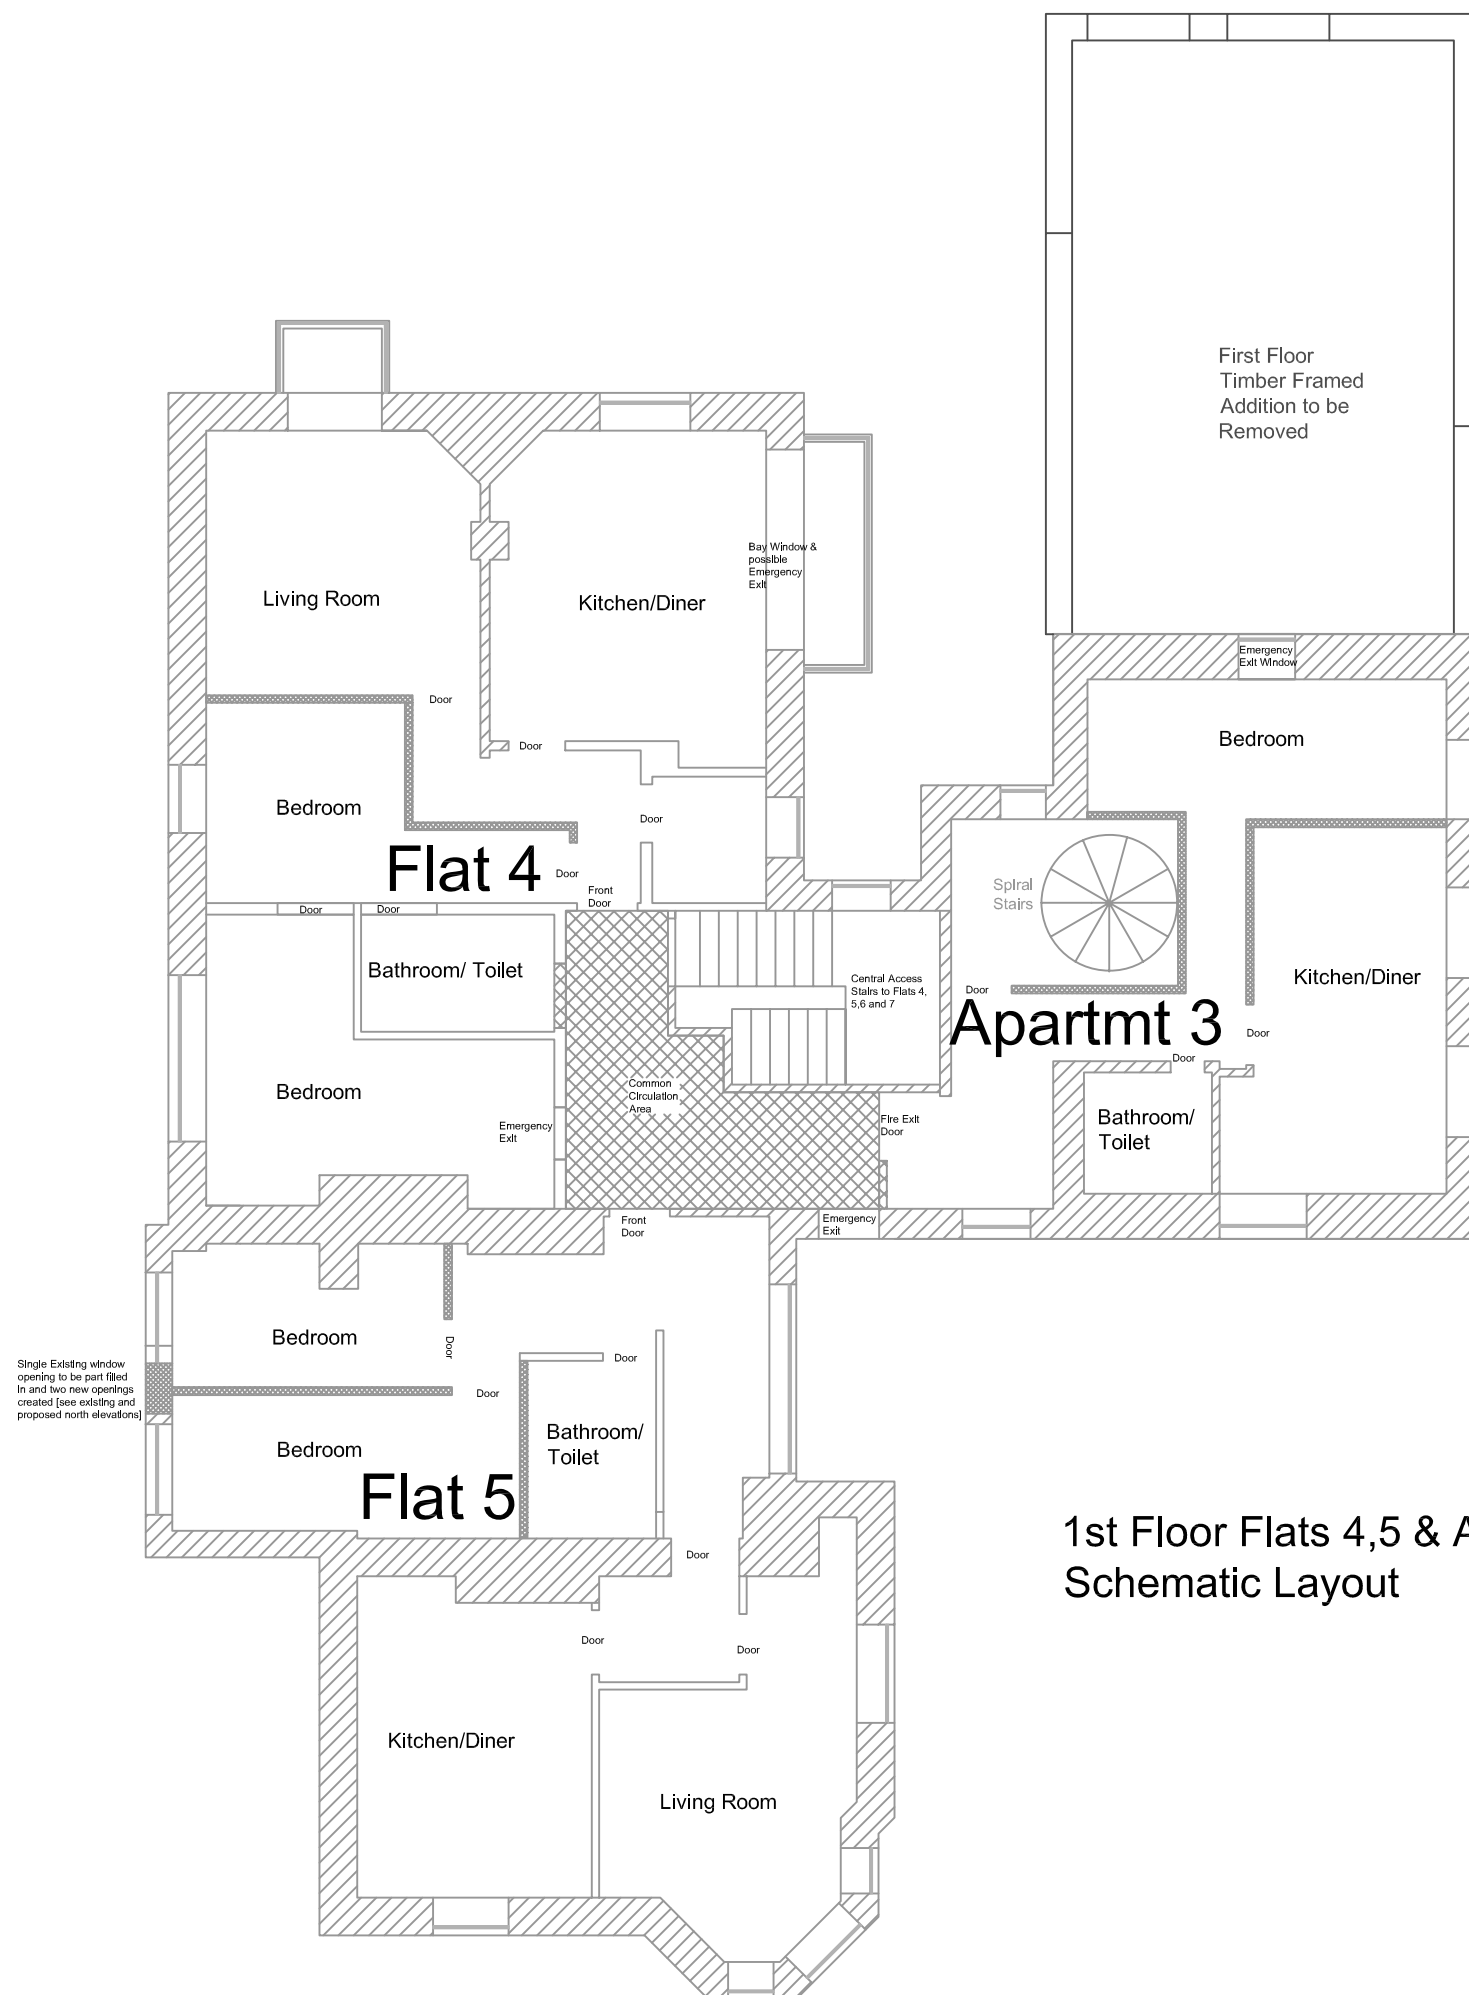 First Floor
Timber Framed
Addition to be
Removed
Bay Window &
possible
Emergency
Exit
Living Room
Kitchen/Diner
Emergency
Exit Window
Door
Bedroom
Door
Bedroom
Door
Flat 4
Door
Front
Door
Spiral
Stairs
Door
Door
Bathroom/ Toilet
Central Access
Stairs to Flats 4,
5,6 and 7
Kitchen/Diner
Door
Apartmt 3
Door
Door
Bedroom
Common
Circulation
Area
Emergency
Exit
Fire Exit
Door
Bathroom/
Toilet
Front
Door
Emergency
Exit
Bedroom
Door
Door
Single Existing window
opening to be part filled
in and two new openings
created [see existing and
proposed north elevations]
Door
Bathroom/
Toilet
Bedroom
Flat 5
Door
1st Floor Flats 4,5 & A
Schematic Layout
Door
Door
Kitchen/Diner
Living Room